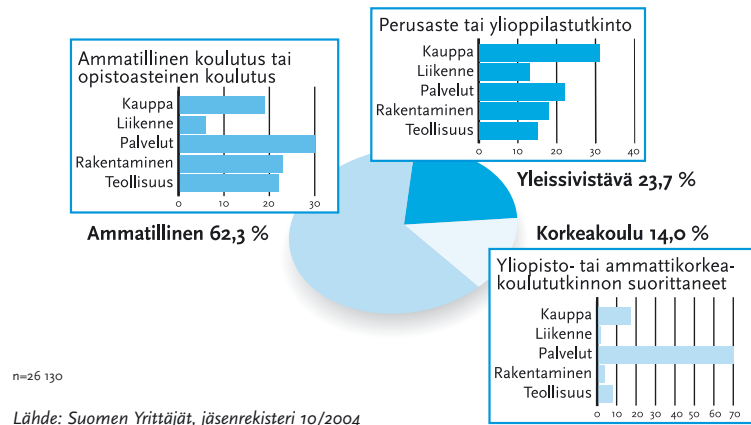 Ammatillinen koulutus tai
opistoasteinen koulutus
Kauppa
Liikenne
Palvelut
Rakentaminen
Teollisuus
0 10 20 30
Ammatillinen 62,3 %
Perusaste tai ylioppilastutkinto
Kauppa
Liikenne
Palvelut
Rakentaminen
Teollisuus
0 10 20 30 40
Yleissivistävä 23,7 %
Korkeakoulu 14,0 %
Yliopisto- tai ammattikorkea-
koulututkinnon suorittaneet
Kauppa
Liikenne
Palvelut
Rakentaminen
Teollisuus
0 10 20 30 40 50 60 70
n=26 130
Lähde: Suomen Yrittäjät, jäsenrekisteri 10/2004